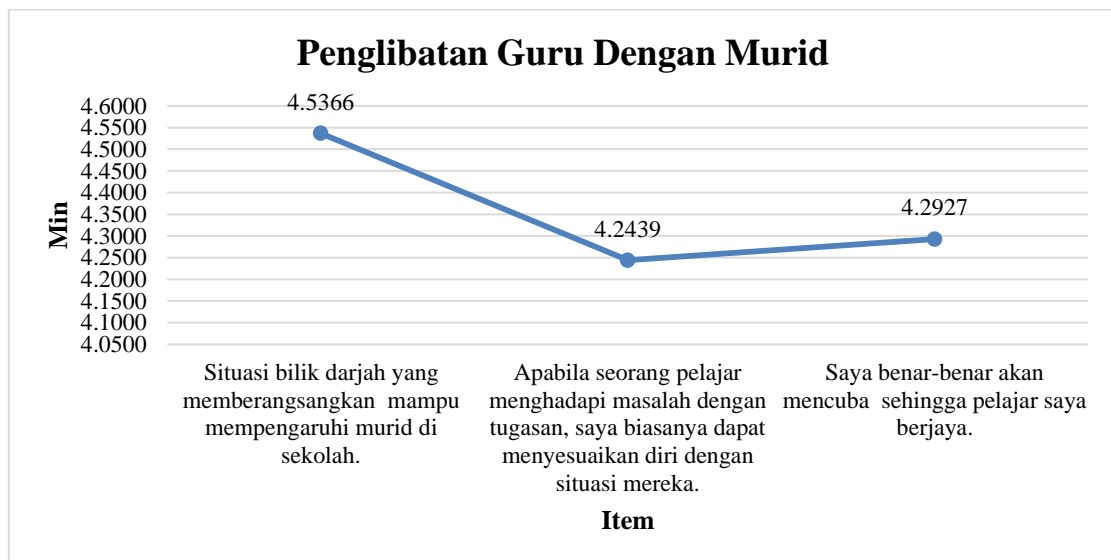 Penglibatan Guru Dengan Murid
4.6000
4.5500
4.5000
4.4500
4.4000
4.3500
4.3000
4.2500
4.2000
4.1500
4.1000
4.0500
Min
4.5366
4.2439
4.2927
Situasi bilik darjah yang
memberangsangkan mampu
mempengaruhi murid di
sekolah.
Apabila seorang pelajar
menghadapi masalah dengan
tugasan, saya biasanya dapat
menyesuaikan diri dengan
situasi mereka.
Saya benar-benar akan
mencuba sehingga pelajar saya
berjaya.
Item